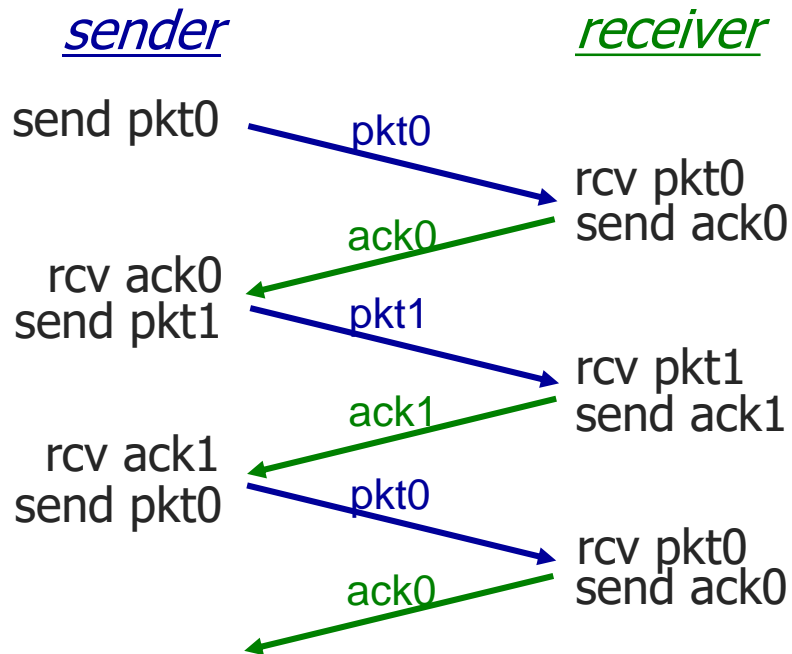 sender
receiver
send pkt0
pkt0
rcv pkt0
send ack0
ack0
rcv ack0
send pkt1
pkt1
rcv pkt1
send ack1
ack1
rcv ack1
send pkt0
pkt0
rcv pkt0
send ack0
ack0